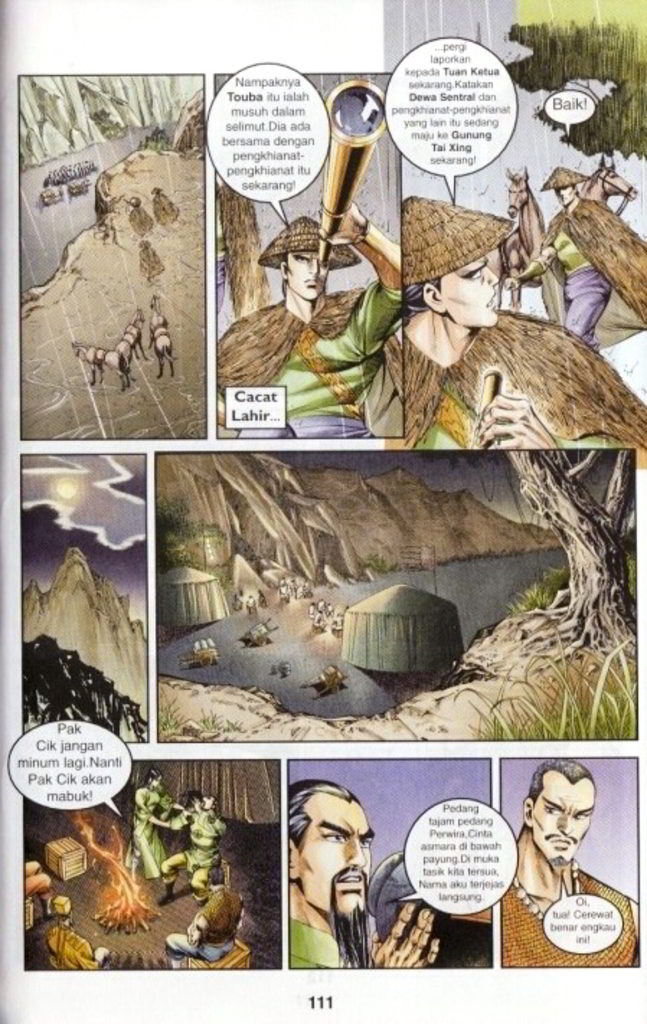 Nampaknya
Touba itu ialah
musuh dalam
selimut.Dia ada
bersama dengan
pengkhianat-
pengkhianat itu
sekarang!
...pergi
laporkan
kepada Tuan Ketua
sekarang.Katakan
Dewa Sentral dan
pengkhianat-pengkhianat
yang lain itu sedang
maju ke Gunung
Tai Xing
sekarang!
Baik!
Cacat
Lahir...
Pak
Cik jangan
minum lagi.Nanti
Pak Cik akan
mabuk!
Pedang
tajam pedang
Perwira,Cinta
asmara di bawah
payung.Di muka
tasik kita tersua,
Nama aku terjejas
langsung.
Oi,
tua! Cerewet
benar engkau
ini!
111